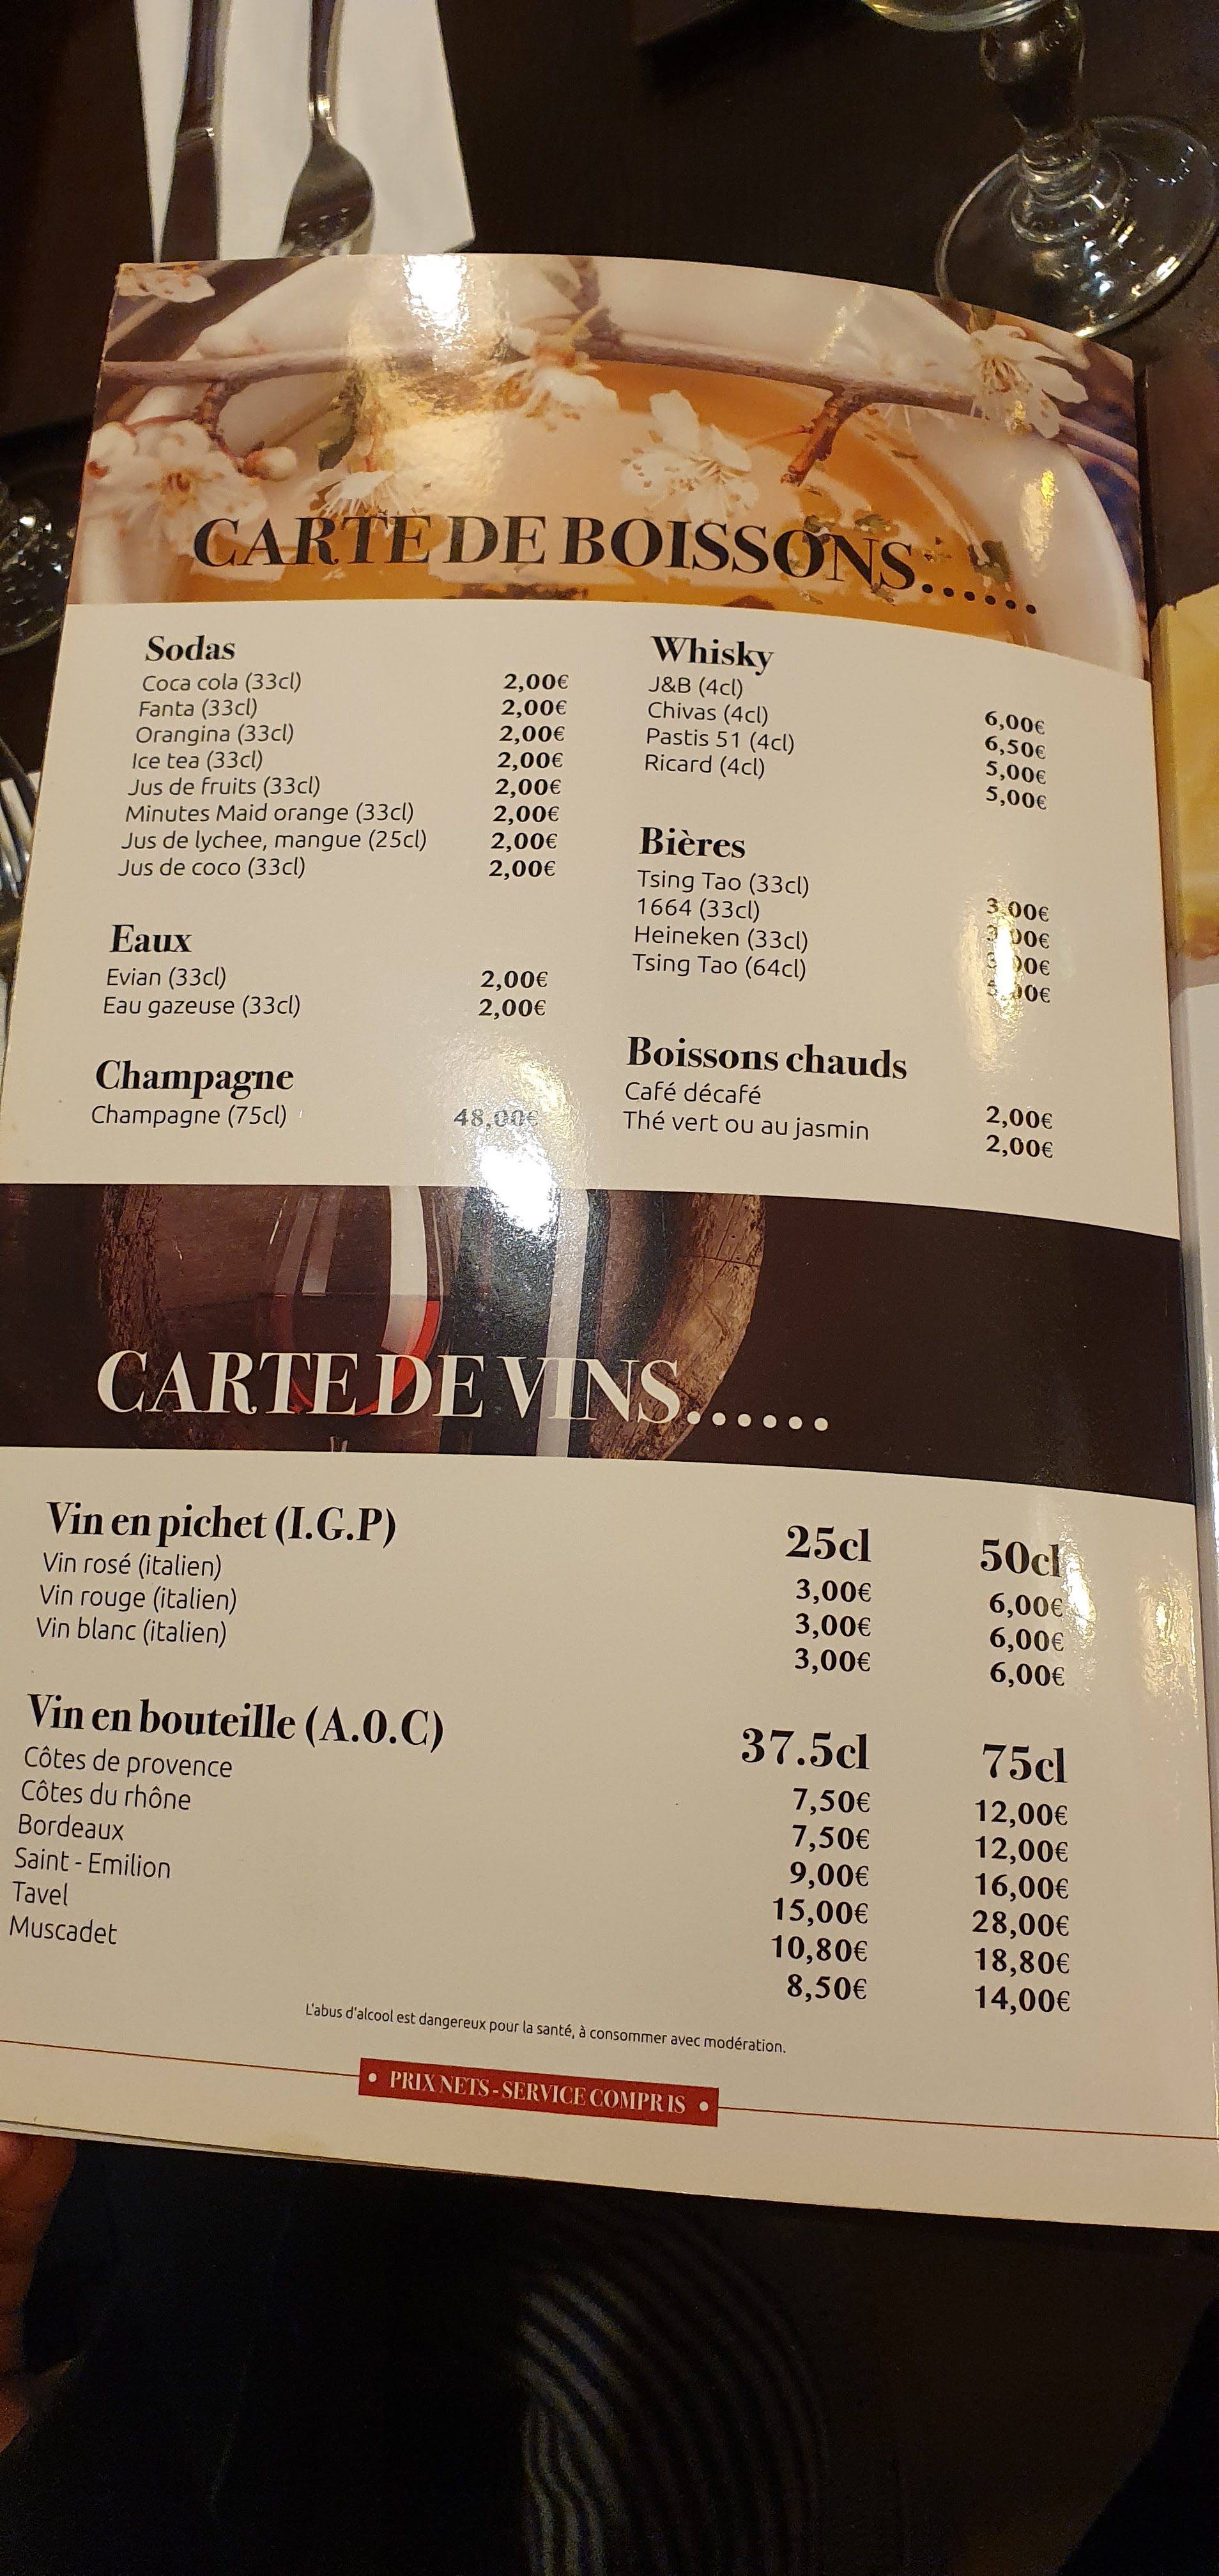 CARTE DE BOISSONS......
Sodas
Coca cola (33cl) 2,00€
Fanta (33cl) 2,00€
Orangina (33cl) 2,00€
Ice tea (33cl) 2,00€
Jus de fruits (33cl) 2,00€
Minutes Maid orange (33cl) 2,00€
Jus de lychee, mangue (25cl) 2,00€
Jus de coco (33cl) 2,00€
Eaux
Evian (33cl) 2,00€
Eau gazeuse (33cl) 2,00€
Champagne
Champagne (75cl) 48,00€
Whisky
J&B (4cl) 6,00€
Chivas (4cl) 6,50€
Pastis 51 (4cl) 5,00€
Ricard (4cl) 5,00€
Bières
Tsing Tao (33cl) 3,00€
1664 (33cl) 3,00€
Heineken (33cl)
Tsing Tao (64cl)
Boissons chauds
Café décafé 2,00€
Thé vert ou au jasmin 2,00€
CARTE DE VINS......
Vin en pichet (I.G.P) 25cl 50cl
Vin rosé (italien) 3,00€ 6,00€
Vin rouge (italien) 3,00€ 6,00€
Vin blanc (italien) 3,00€ 6,00€
Vin en bouteille (A.O.C) 37.5cl 75cl
Côtes de provence 7,50€ 12,00€
Côtes du rhône 7,50€ 12,00€
Bordeaux 9,00€ 16,00€
Saint - Emilion 15,00€ 28,00€
Tavel 10,80€ 18,80€
Muscadet 8,50€ 14,00€
L'abus d'alcool est dangereux pour la santé, à consommer avec modération.
• PRIX NETS - SERVICE COMPRIS •